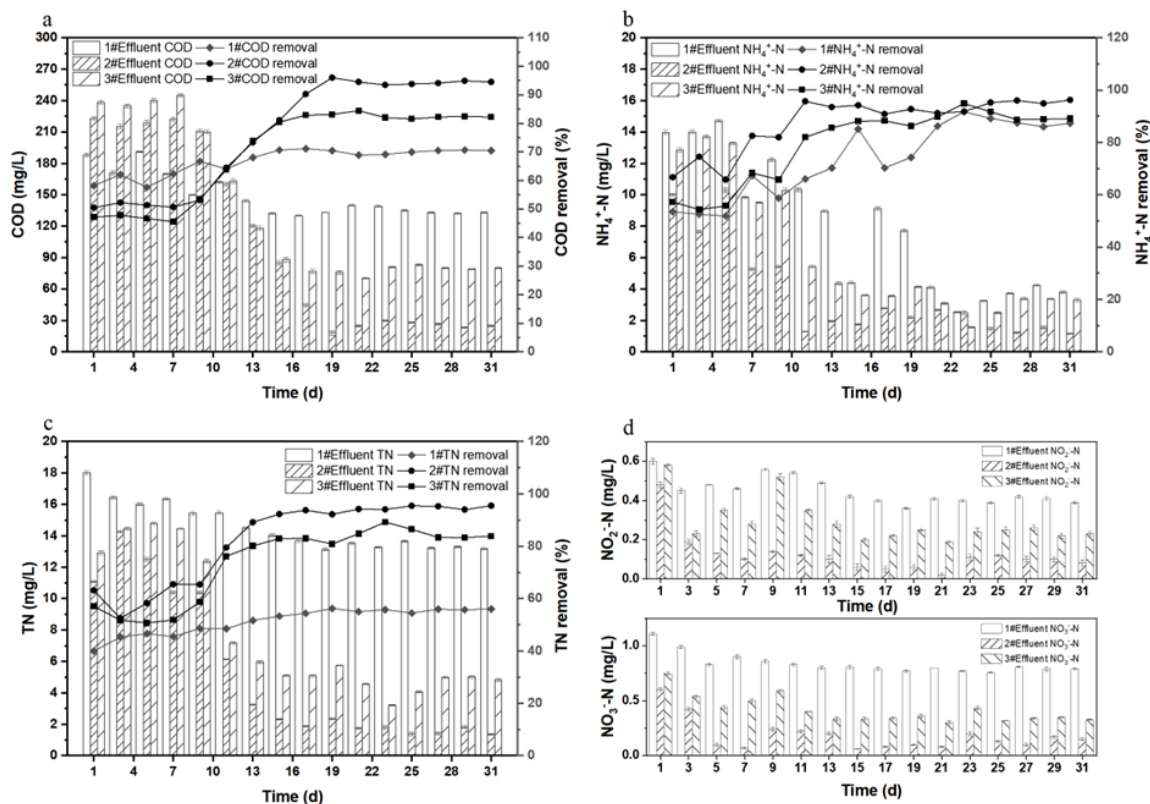 a
300
270
240
210
180
150
120
90
60
30
0
COD (mg/L)
1#Effluent COD
2#Effluent COD
3#Effluent COD
1#COD removal
2#COD removal
3#COD removal
110
100
90
80
70
60
50
40
30
20
10
0
COD removal (%)
1 4 7 10 13 16 19 22 25 28 31
Time (d)
b
20
18
16
14
12
10
8
6
4
2
0
NH₄⁺-N (mg/L)
1#Effluent NH₄⁺-N
2#Effluent NH₄⁺-N
3#Effluent NH₄⁺-N
1#NH₄⁺-N removal
2#NH₄⁺-N removal
3#NH₄⁺-N removal
120
100
80
60
40
20
0
NH₄⁺-N removal (%)
1 4 7 10 13 16 19 22 25 28 31
Time (d)
c
20
18
16
14
12
10
8
6
4
2
0
TN (mg/L)
1#Effluent TN
2#Effluent TN
3#Effluent TN
1#TN removal
2#TN removal
3#TN removal
120
100
80
60
40
20
0
TN removal (%)
1 4 7 10 13 16 19 22 25 28 31
Time (d)
d
0.6
0.4
0.2
0.0
NO₂⁻-N (mg/L)
1#Effluent NO₂⁻-N
2#Effluent NO₂⁻-N
3#Effluent NO₂⁻-N
1 3 5 7 9 11 13 15 17 19 21 23 25 27 29 31
Time (d)
1.0
0.5
0.0
NO₃⁻-N (mg/L)
1#Effluent NO₃⁻-N
2#Effluent NO₃⁻-N
3#Effluent NO₃⁻-N
1 3 5 7 9 11 13 15 17 19 21 23 25 27 29 31
Time (d)